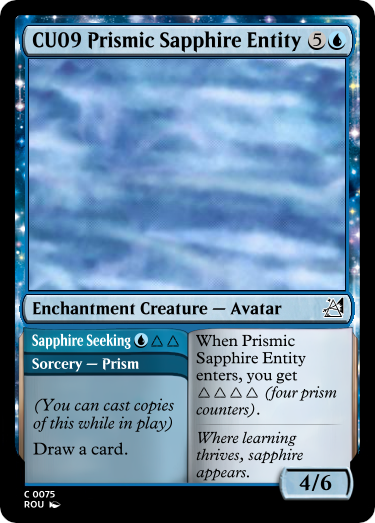 CU09 Prismic Sapphire Entity 5
Enchantment Creature — Avatar
Sapphire Seeking △△
Sorcery — Prism
(You can cast copies
of this while in play)
Draw a card.
When Prismic
Sapphire Entity
enters, you get
△△△△ (four prism
counters).
Where learning
thrives, sapphire
appears.
4/6
C 0075
ROU